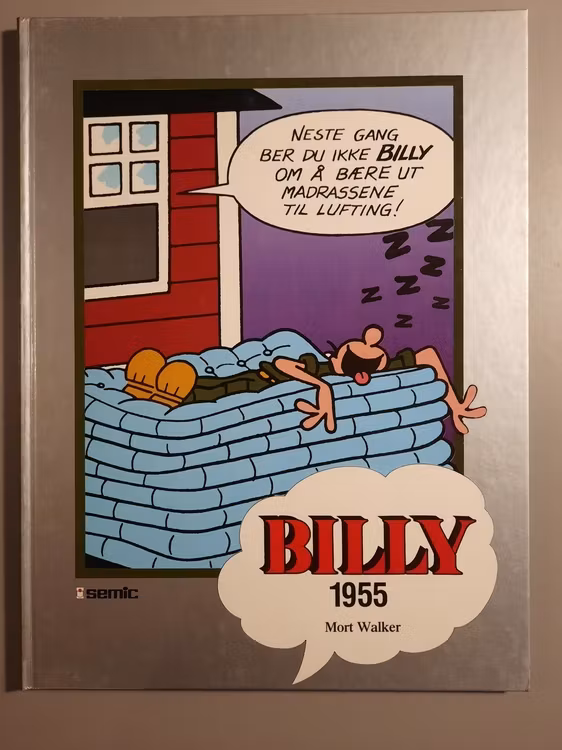 NESTE GANG
BER DU IKKE BILLY
OM Å BÆRE UT
MADRASSENE
TIL LUFTING!
Z Z
Z Z
Z Z
Z
semic
BILLY
1955
Mort Walker